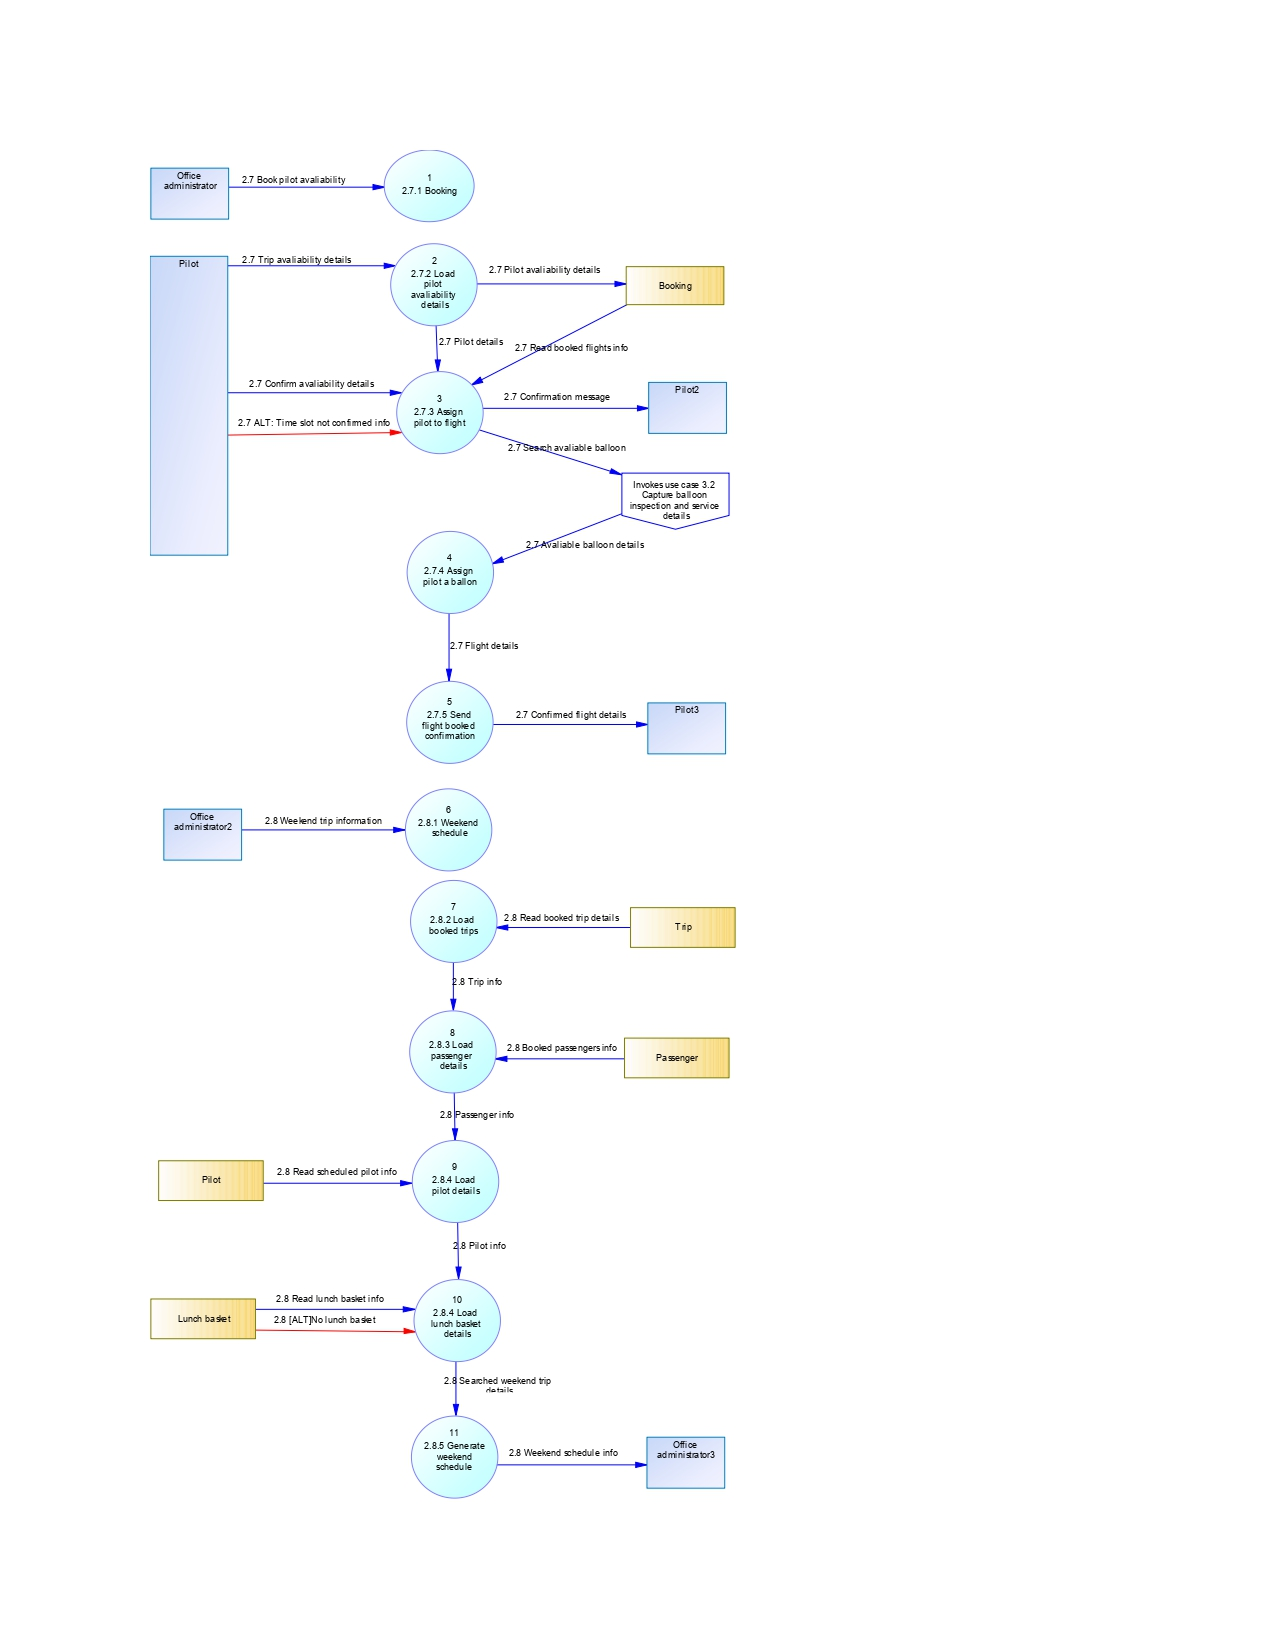 Office
administrator
2.7 Book pilot avaliability
1
2.7.1 Booking
Pilot
2.7 Trip avaliability details
2
2.7.2 Load
pilot
avaliability
details
2.7 Pilot avaliability details
Booking
2.7 Pilot details
2.7 Read booked flights info
2.7 Confirm avaliability details
3
2.7.3 Assign
pilot to flight
2.7 Confirmation message
Pilot2
2.7 ALT: Time slot not confirmed info
2.7 Search avaliable balloon
Invokes use case 3.2
Capture balloon
inspection and service
details
2.7 Avaliable balloon details
4
2.7.4 Assign
pilot a ballon
2.7 Flight details
5
2.7.5 Send
flight booked
confirmation
2.7 Confirmed flight details
Pilot3
Office
administrator2
2.8 Weekend trip information
6
2.8.1 Weekend
schedule
7
2.8.2 Load
booked trips
2.8 Read booked trip details
Trip
2.8 Trip info
8
2.8.3 Load
passenger
details
2.8 Booked passengers info
Passenger
2.8 Passenger info
Pilot
2.8 Read scheduled pilot info
9
2.8.4 Load
pilot details
2.8 Pilot info
Lunch basket
2.8 Read lunch basket info
2.8 [ALT]No lunch basket
10
2.8.4 Load
lunch basket
details
2.8 Searched weekend trip
details
11
2.8.5 Generate
weekend
schedule
2.8 Weekend schedule info
Office
administrator3